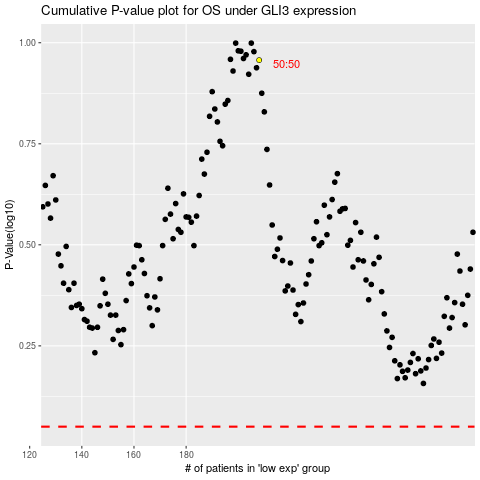 Cumulative P-value plot for OS under GLI3 expression
1.00
50:50
0.75
P-Value(log10)
0.50
0.25
120 140 160 180
# of patients in 'low exp' group